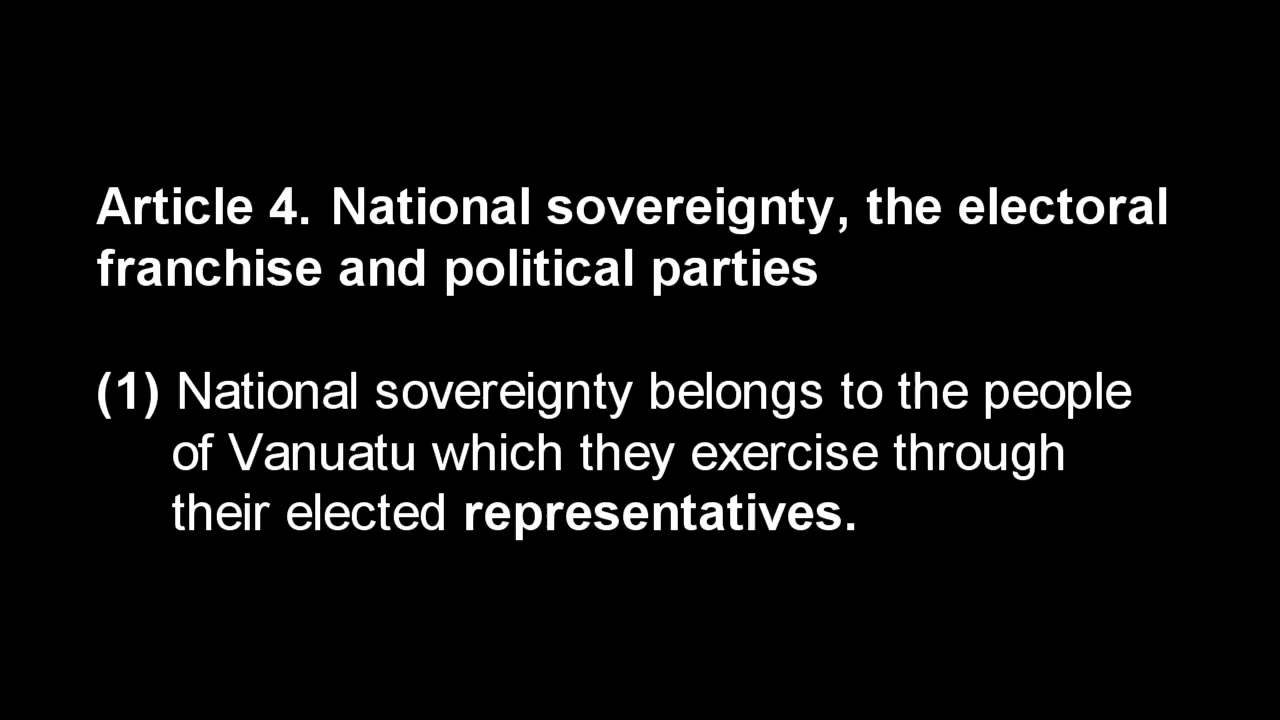 Article 4. National sovereignty, the electoral
franchise and political parties
(1) National sovereignty belongs to the people
of Vanuatu which they exercise through
their elected representatives.